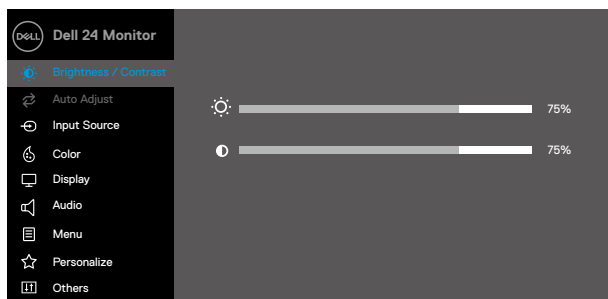 DELL Dell 24 Monitor
Brightness / Contrast
Auto Adjust
75%
Input Source
Color
75%
Display
Audio
Menu
Personalize
Others